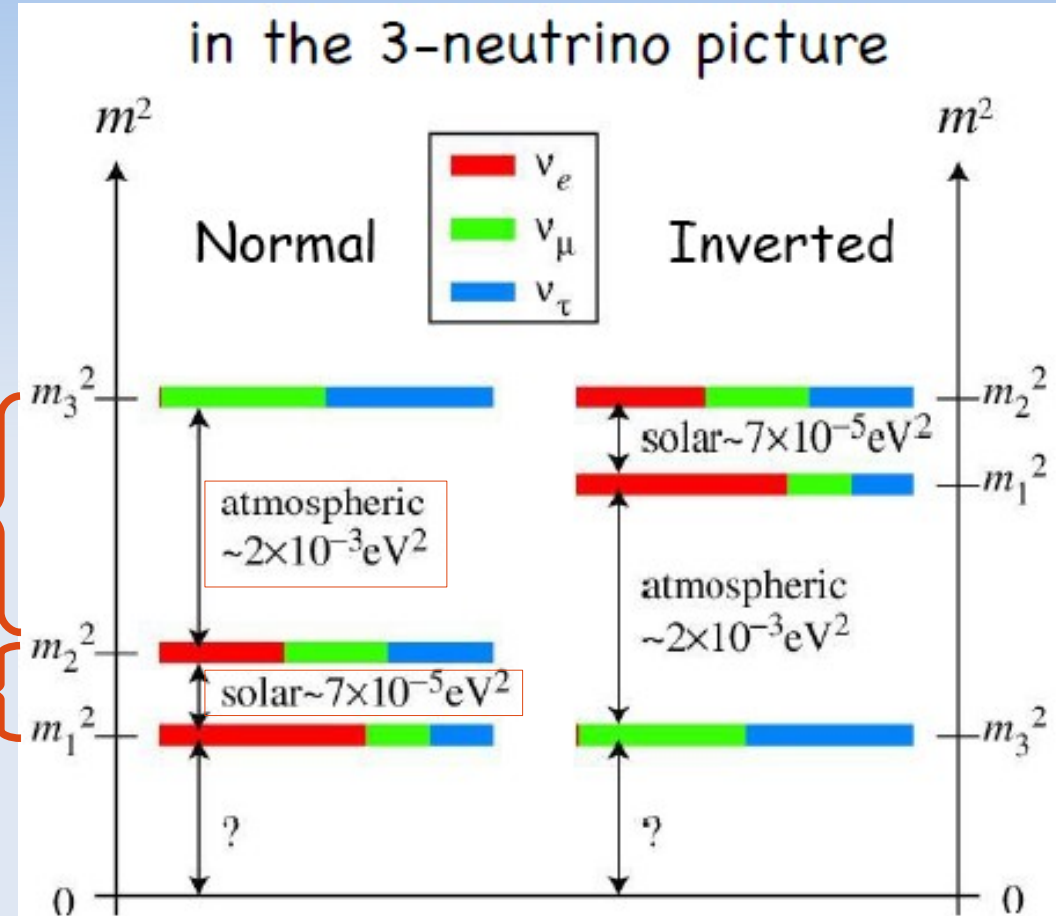 in the 3-neutrino picture
m²
m²
νₑ
ν_μ
ν_τ
Normal
Inverted
m₃²
m₂²
solar~7×10⁻⁵eV²
m₁²
atmospheric
~2×10⁻³eV²
atmospheric
~2×10⁻³eV²
m₂²
solar~7×10⁻⁵eV²
m₁²
m₃²
?
?
0
0